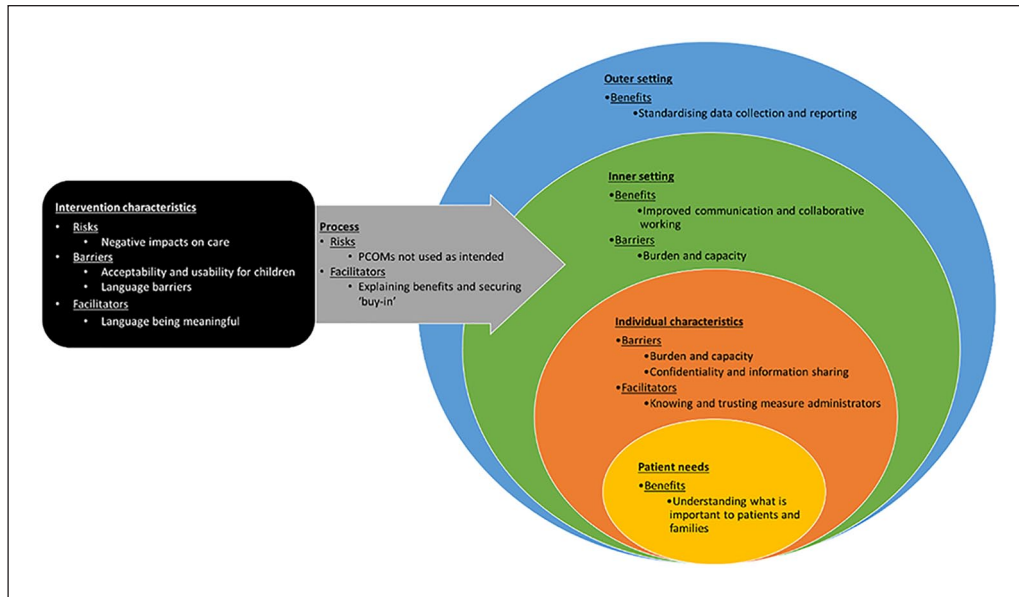 Outer setting
•Benefits
•Standardising data collection and reporting
Inner setting
•Benefits
•Improved communication and collaborative
working
•Barriers
•Burden and capacity
Intervention characteristics
• Risks
• Negative impacts on care
• Barriers
• Acceptability and usability for children
• Language barriers
• Facilitators
• Language being meaningful
Process
• Risks
• PCOMs not used as intended
• Facilitators
• Explaining benefits and securing
'buy-in'
Individual characteristics
•Barriers
•Burden and capacity
•Confidentiality and information sharing
•Facilitators
•Knowing and trusting measure administrators
Patient needs
•Benefits
•Understanding what is
important to patients and
families